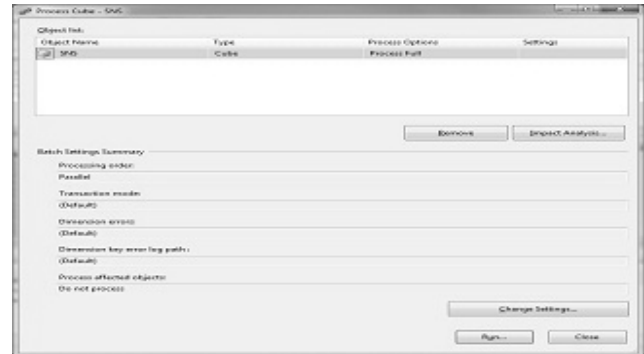 Process Cube - SNS
Object list:
Object Name Type Process Options Settings
SNS Cube Process Full
Remove Impact Analysis...
Batch Settings Summary
Processing order:
Parallel
Transaction mode:
(Default)
Dimension errors:
(Default)
Dimension key error log path :
(Default)
Process affected objects:
Do not process
Change Settings...
Run... Close